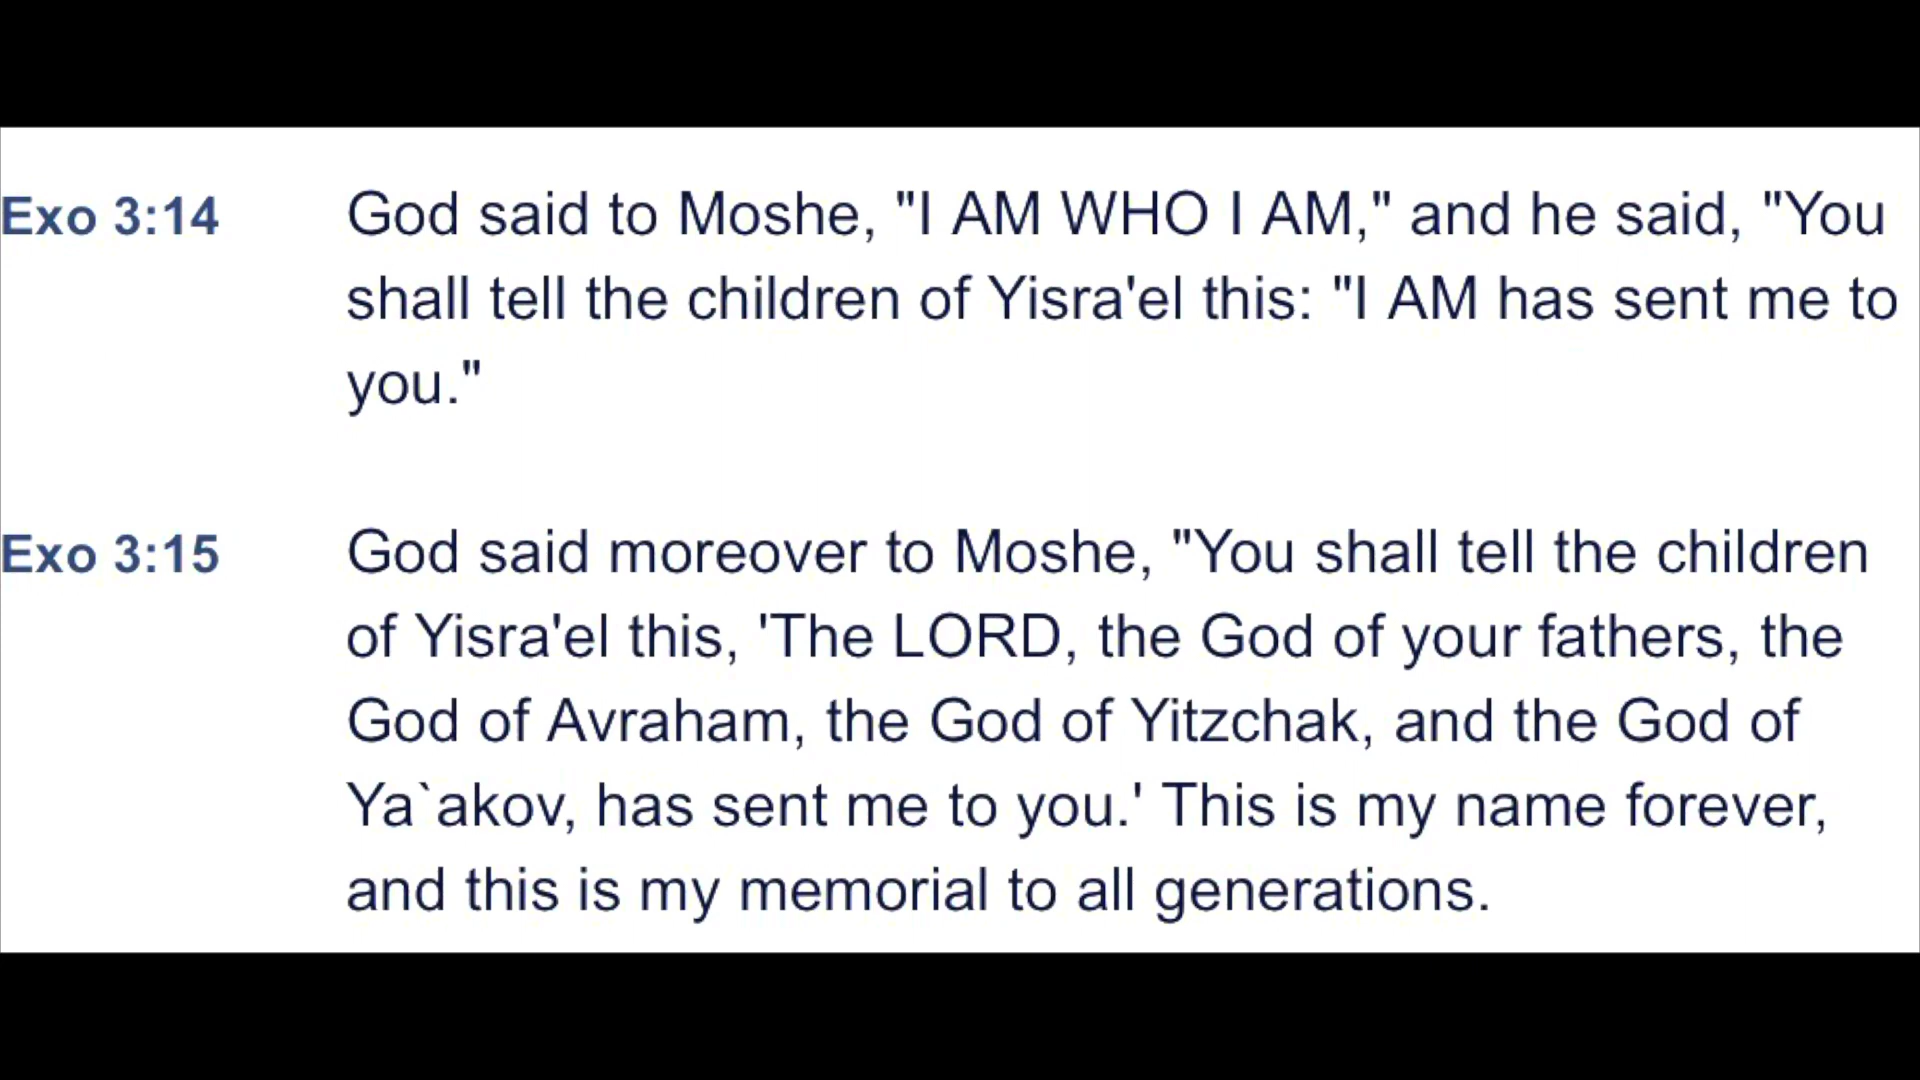 Exo 3:14 God said to Moshe, "I AM WHO I AM," and he said, "You
shall tell the children of Yisra'el this: "I AM has sent me to
you."
Exo 3:15 God said moreover to Moshe, "You shall tell the children
of Yisra'el this, 'The LORD, the God of your fathers, the
God of Avraham, the God of Yitzchak, and the God of
Ya`akov, has sent me to you.' This is my name forever,
and this is my memorial to all generations.